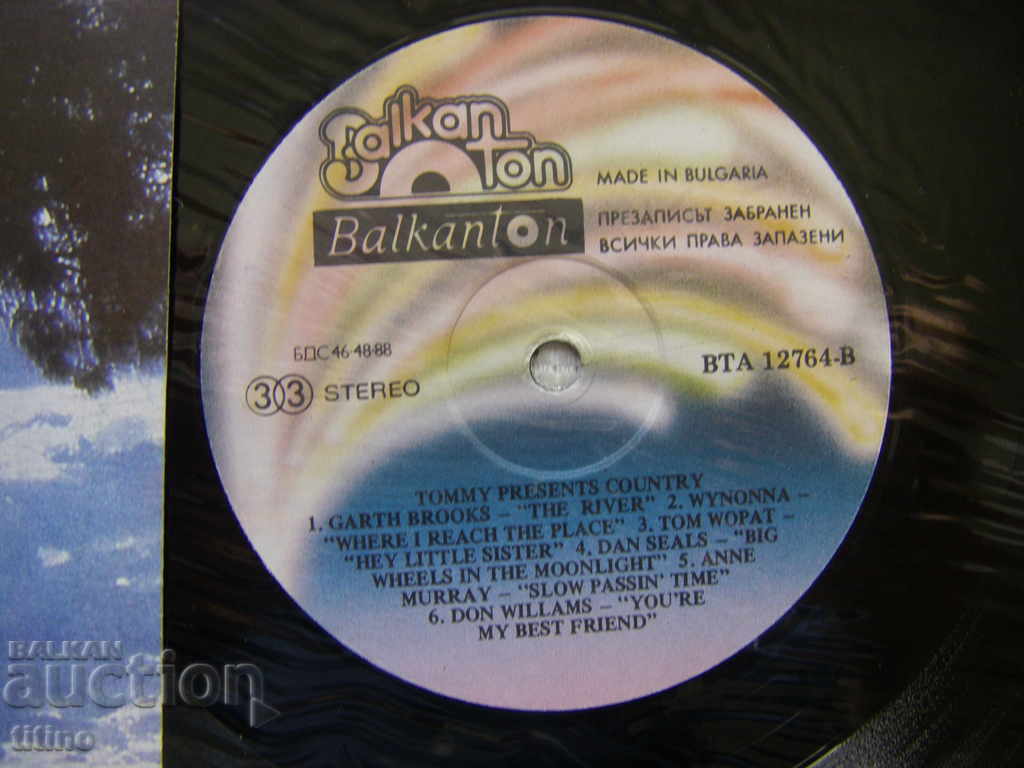 Balkan
ton
Balkanton
MADE IN BULGARIA
ПРЕЗАПИСЪТ ЗАБРАНЕН
ВСИЧКИ ПРАВА ЗАПАЗЕНИ
БДС 46-48-88
33 STEREO
ВТА 12764-В
TOMMY PRESENTS COUNTRY
1. GARTH BROOKS – "THE RIVER" 2. WYNONNA –
"WHERE I REACH THE PLACE" 3. TOM WOPAT –
"HEY LITTLE SISTER" 4. DAN SEALS – "BIG
WHEELS IN THE MOONLIGHT" 5. ANNE
MURRAY – "SLOW PASSIN' TIME"
6. DON WILLAMS – "YOU'RE
MY BEST FRIEND"
BALKAN
auction
titino